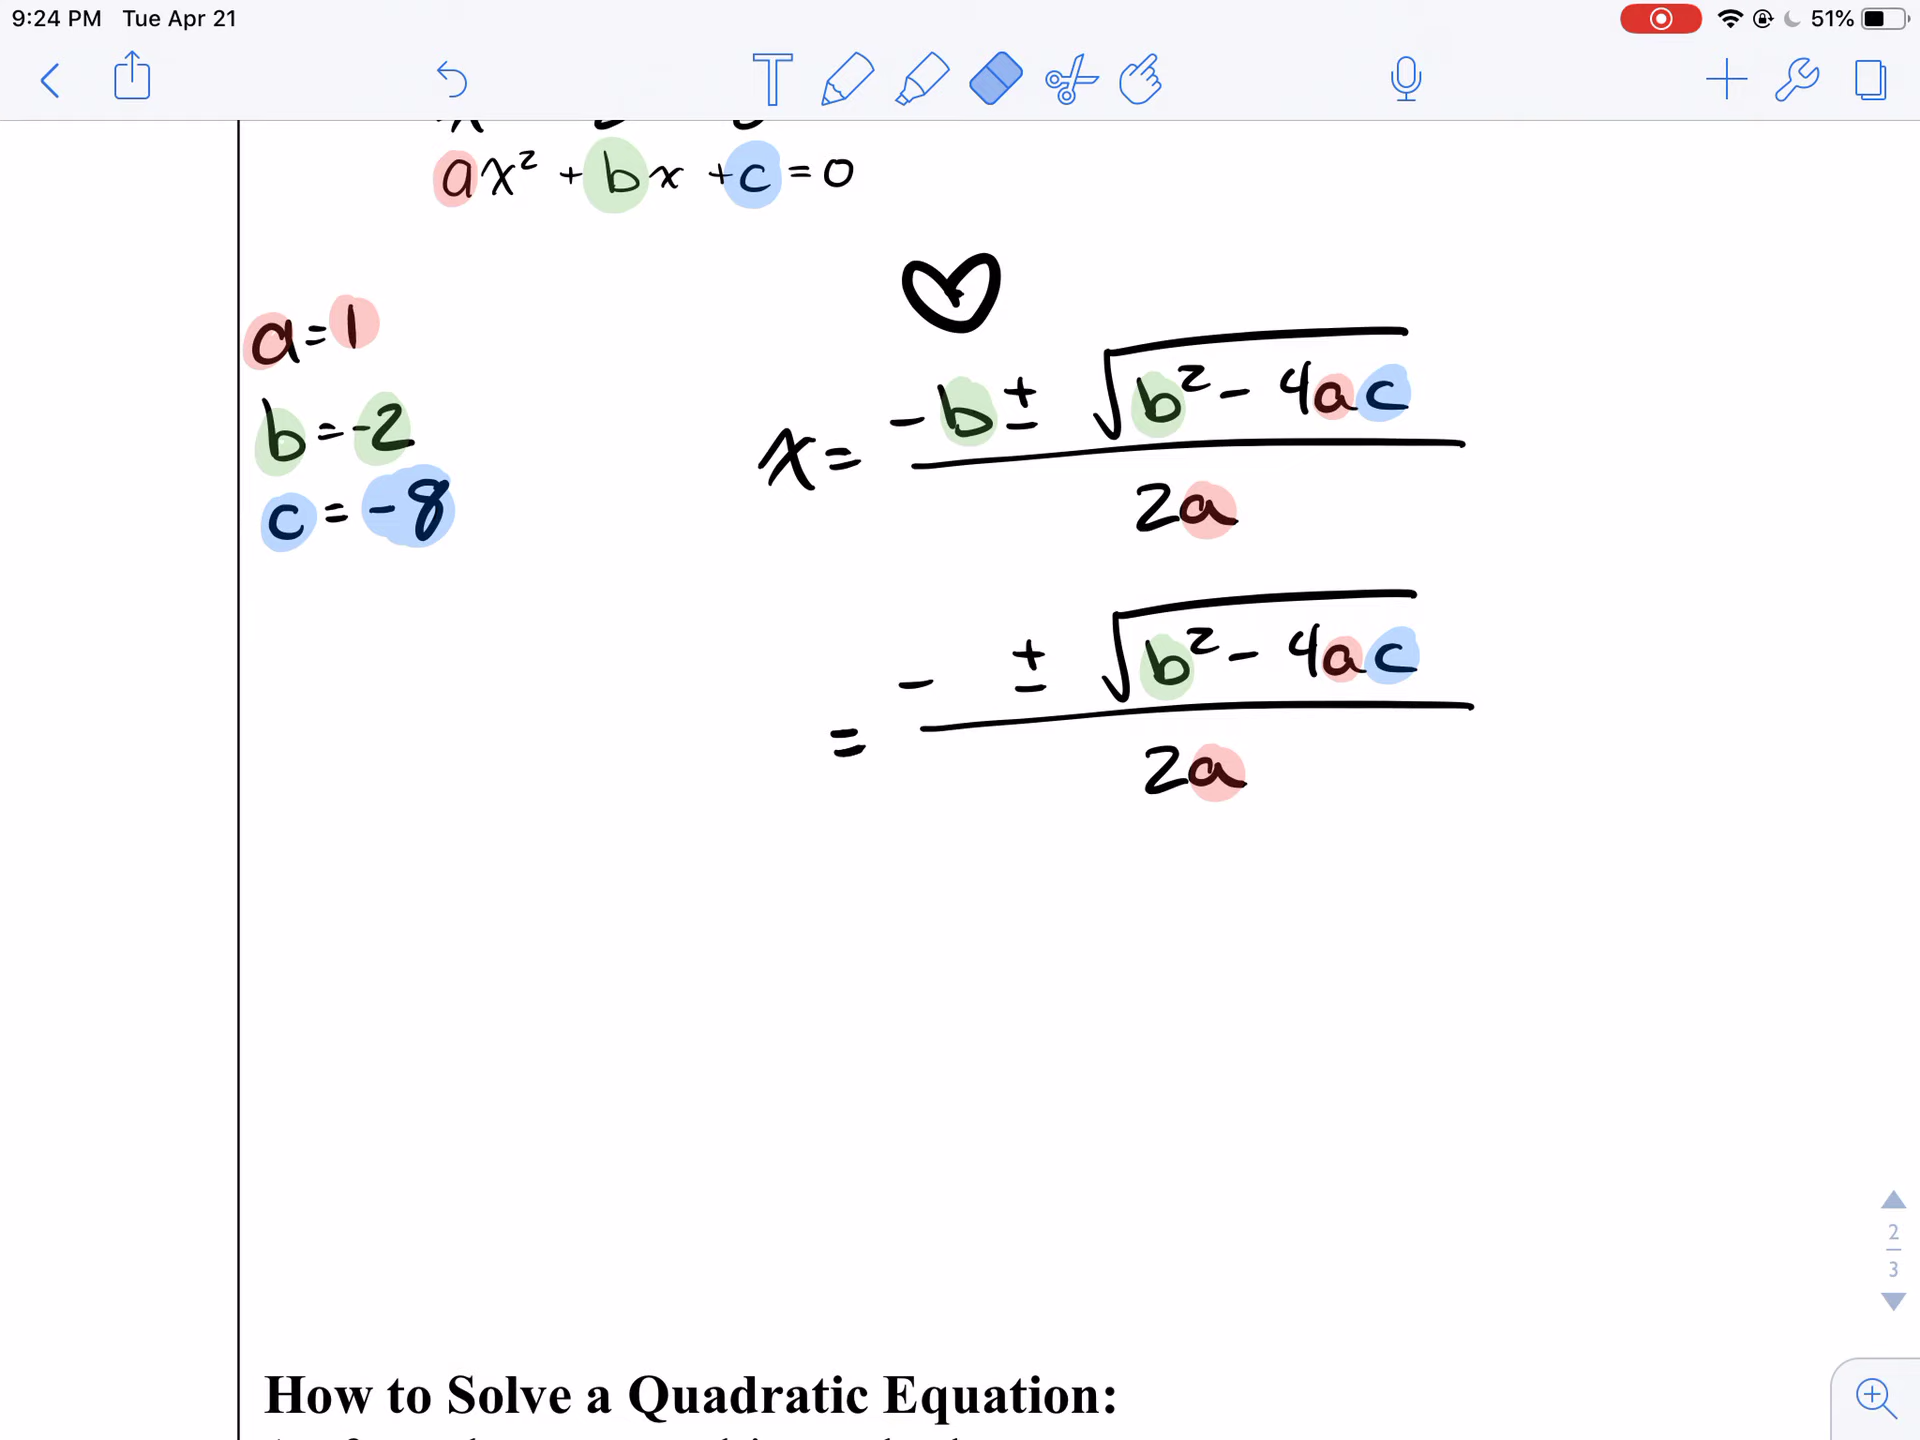 9:24 PM Tue Apr 21 51%
T
ax² + bx + c = 0
a = 1
b = -2
c = -8
x = (-b ± √(b² - 4ac)) / 2a
= (- ± √(b² - 4ac)) / 2a
2
3
How to Solve a Quadratic Equation: